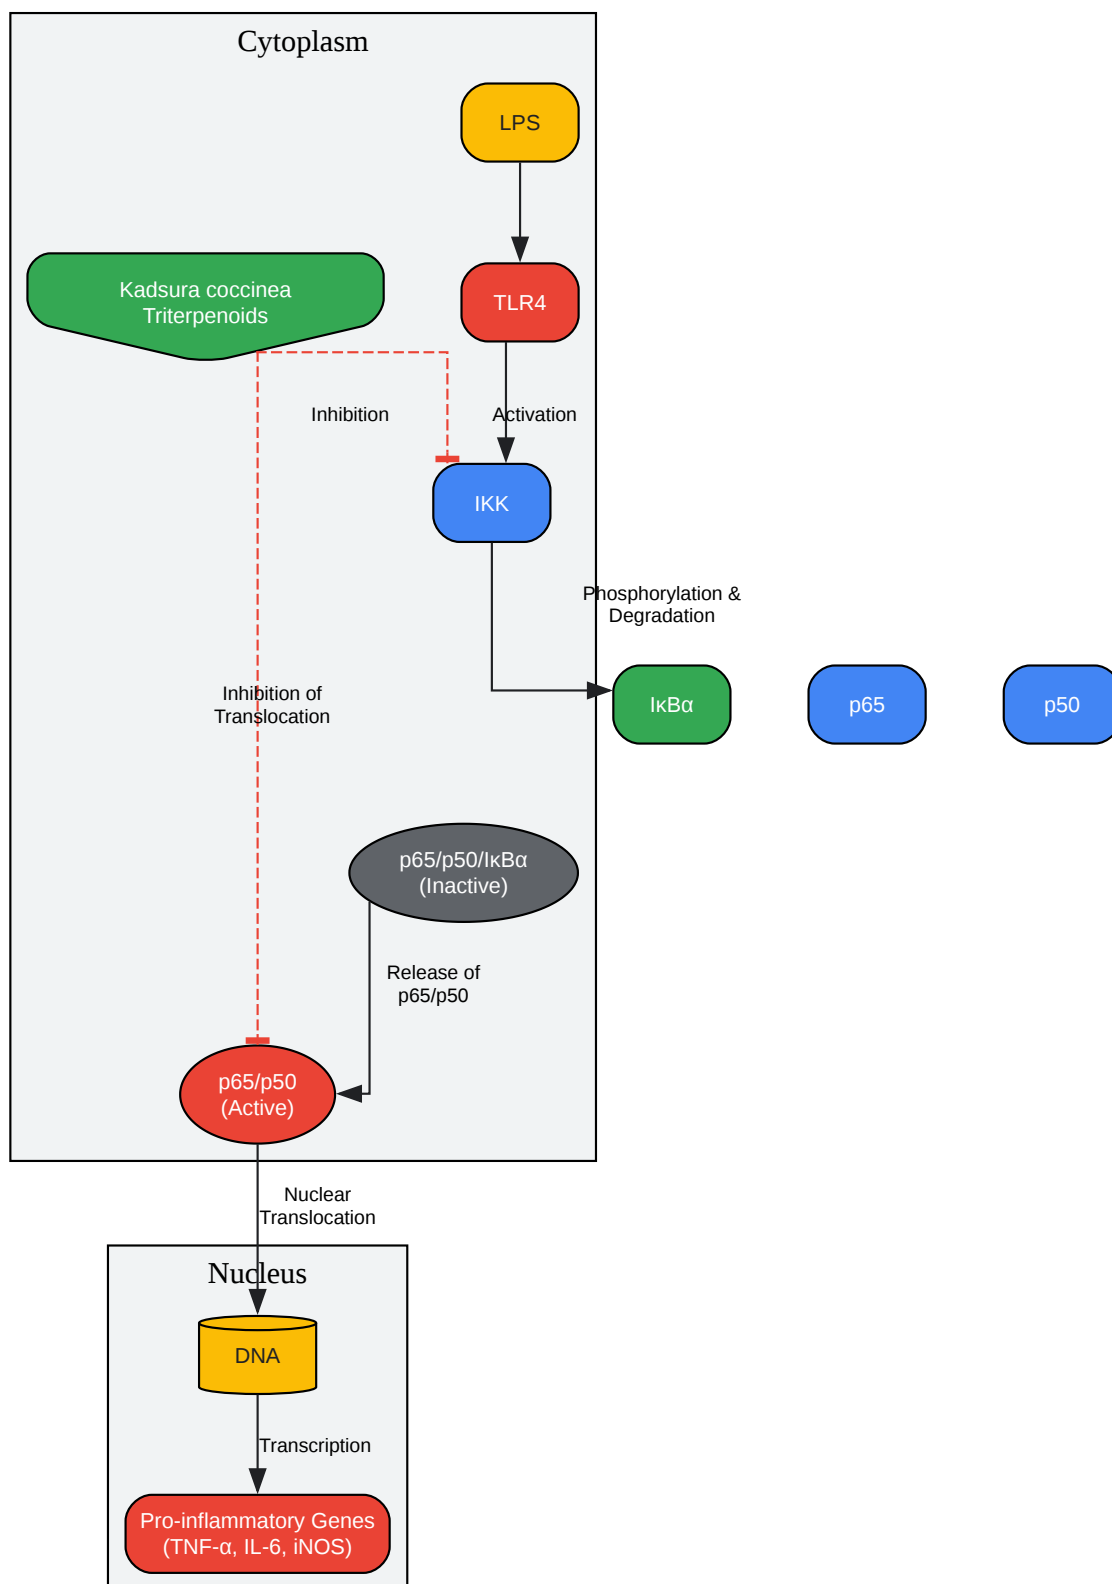 Cytoplasm
LPS
Kadsura coccinea
Triterpenoids
TLR4
Inhibition
Activation
IKK
Phosphorylation &
Degradation
Inhibition of
Translocation
IκBα
p65
p50
p65/p50/IκBα
(Inactive)
Release of
p65/p50
p65/p50
(Active)
Nuclear
Translocation
Nucleus
DNA
Transcription
Pro-inflammatory Genes
(TNF-α, IL-6, iNOS)